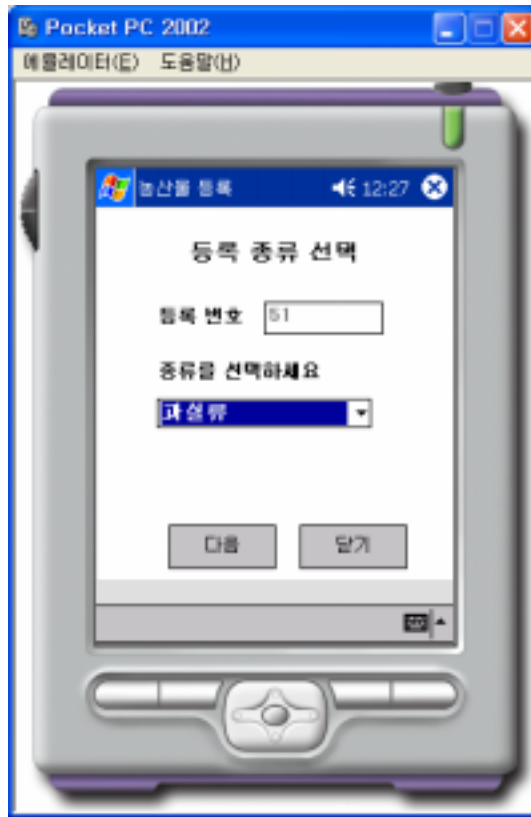 Pocket PC 2002
에뮬레이터(E) 도움말(H)
농산물 등록 12:27
등록 종류 선택
등록 번호 51
종류를 선택하세요
과실류
다음 닫기